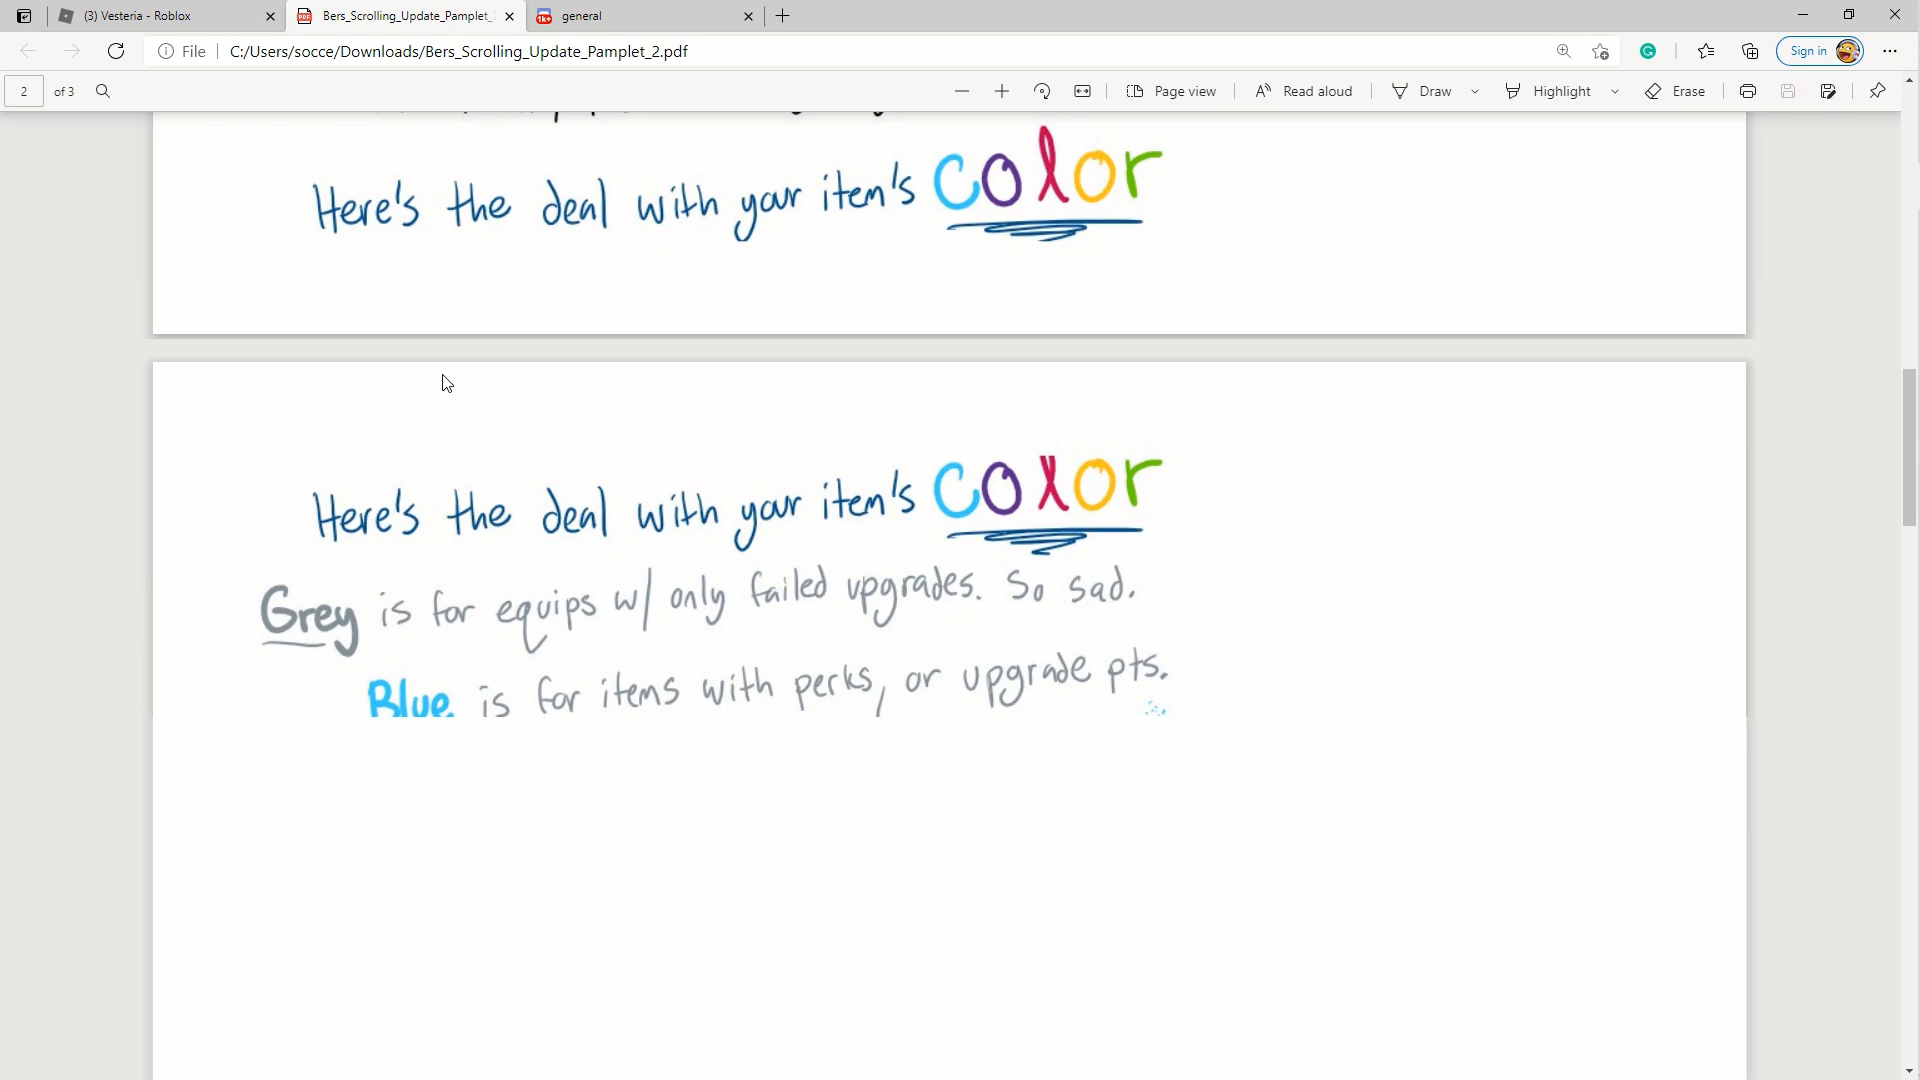 (3) Vesteria - Roblox
Bers_Scrolling_Update_Pamplet_2
general
File
C:/Users/socce/Downloads/Bers_Scrolling_Update_Pamplet_2.pdf
Sign in
2 of 3
Page view
Read aloud
Draw
Highlight
Erase
Here's the deal with your item's color
Here's the deal with your item's color
Grey is for equips w/ only failed upgrades. So sad.
Blue is for items with perks, or upgrade pts.